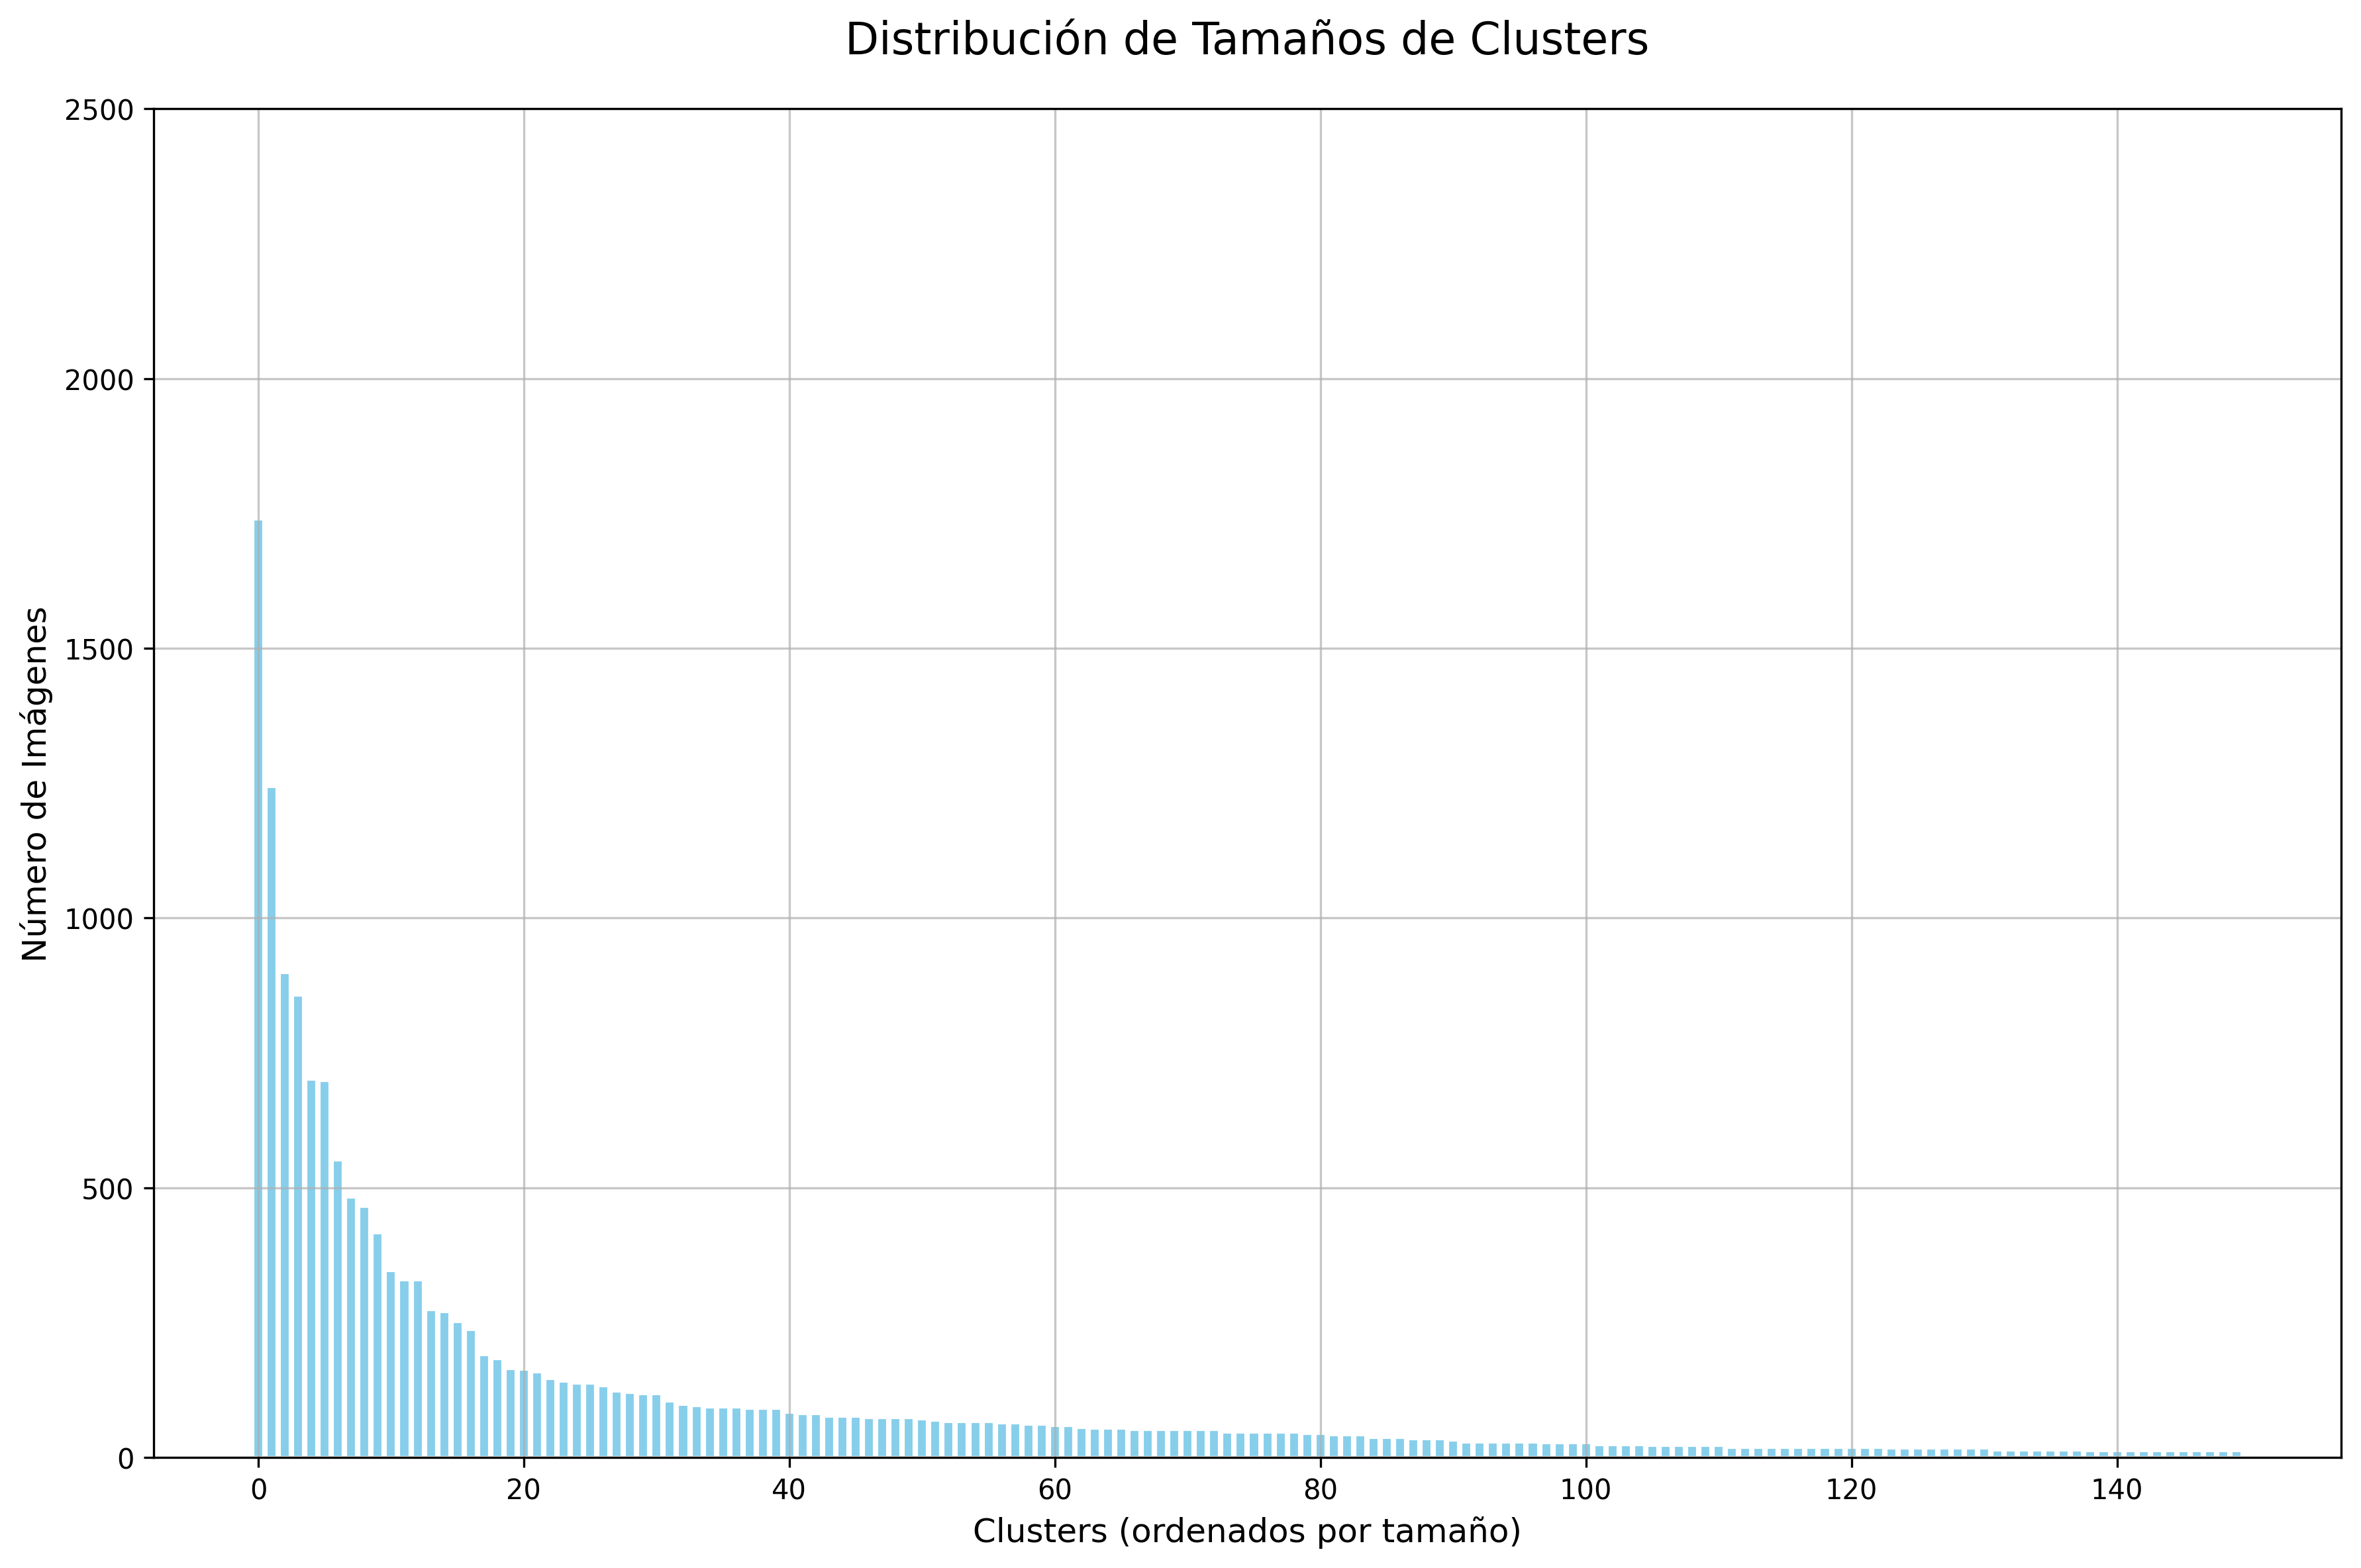 Distribución de Tamaños de Clusters
2500
2000
1500
1000
500
0
Número de Imágenes
0 20 40 60 80 100 120 140
Clusters (ordenados por tamaño)